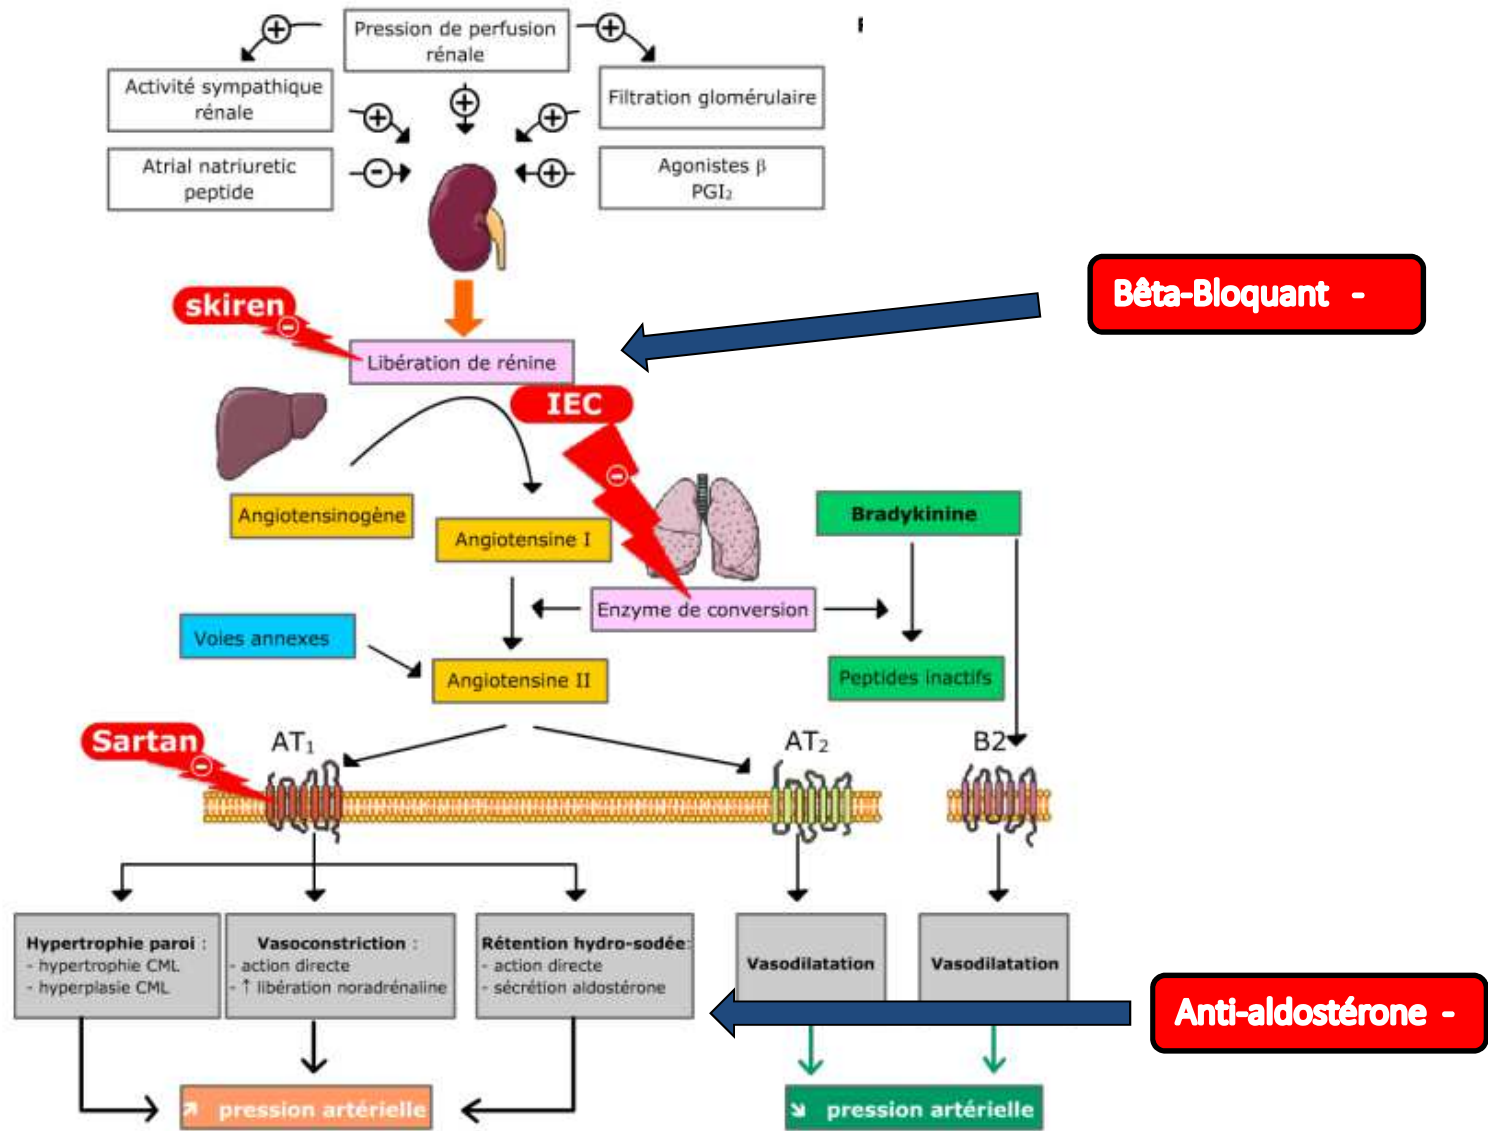 Pression de perfusion
rénale
Activité sympathique
rénale
Filtration glomérulaire
Atrial natriuretic
peptide
Agonistes β
PGI₂
Bêta-Bloquant -
skiren
Libération de rénine
IEC
Angiotensinogène
Angiotensine I
Bradykinine
Enzyme de conversion
Voies annexes
Angiotensine II
Peptides inactifs
Sartan
AT₁
AT₂
B2
Hypertrophie paroi :
- hypertrophie CML
- hyperplasie CML
Vasoconstriction :
- action directe
- ↑ libération noradrénaline
Rétention hydro-sodée:
- action directe
- sécrétion aldostérone
Vasodilatation
Vasodilatation
Anti-aldostérone -
↗ pression artérielle
↘ pression artérielle